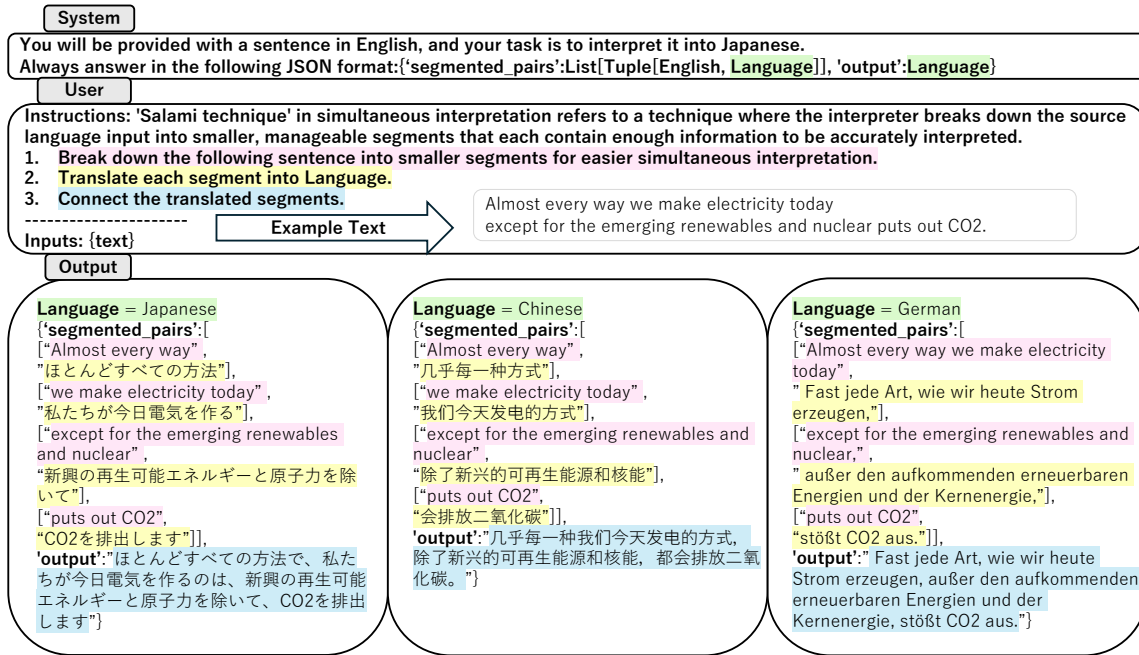 System
You will be provided with a sentence in English, and your task is to interpret it into Japanese.
Always answer in the following JSON format:{‘segmented_pairs’:List[Tuple[English, Language]], 'output':Language}
User
Instructions: 'Salami technique' in simultaneous interpretation refers to a technique where the interpreter breaks down the source
language input into smaller, manageable segments that each contain enough information to be accurately interpreted.
1. Break down the following sentence into smaller segments for easier simultaneous interpretation.
2. Translate each segment into Language.
3. Connect the translated segments.
-----------------------
Inputs: {text}
Example Text
Almost every way we make electricity today
except for the emerging renewables and nuclear puts out CO2.
Output
Language = Japanese
{‘segmented_pairs’:[
[“Almost every way” ,
”ほとんどすべての方法”],
[“we make electricity today” ,
“私たちが今日電気を作る”],
[“except for the emerging renewables
and nuclear” ,
“新興の再生可能エネルギーと原子力を除
いて”],
[“puts out CO2”,
“CO2を排出します”]],
'output':”ほとんどすべての方法で、私た
ちが今日電気を作るのは、新興の再生可能
エネルギーと原子力を除いて、CO2を排出
します”}
Language = Chinese
{‘segmented_pairs’:[
[“Almost every way” ,
”几乎每一种方式”],
[“we make electricity today” ,
“我们今天发电的方式”],
[“except for the emerging renewables and
nuclear” ,
“除了新兴的可再生能源和核能”],
[“puts out CO2”,
“会排放二氧化碳”]],
'output':”几乎每一种我们今天发电的方式，
除了新兴的可再生能源和核能，都会排放二氧
化碳。”}
Language = German
{‘segmented_pairs’:[
[“Almost every way we make electricity
today” ,
” Fast jede Art, wie wir heute Strom
erzeugen,”],
[“except for the emerging renewables and
nuclear,” ,
” außer den aufkommenden erneuerbaren
Energien und der Kernenergie,”],
[“puts out CO2”,
“stößt CO2 aus.”]],
'output':” Fast jede Art, wie wir heute
Strom erzeugen, außer den aufkommenden
erneuerbaren Energien und der
Kernenergie, stößt CO2 aus.”}